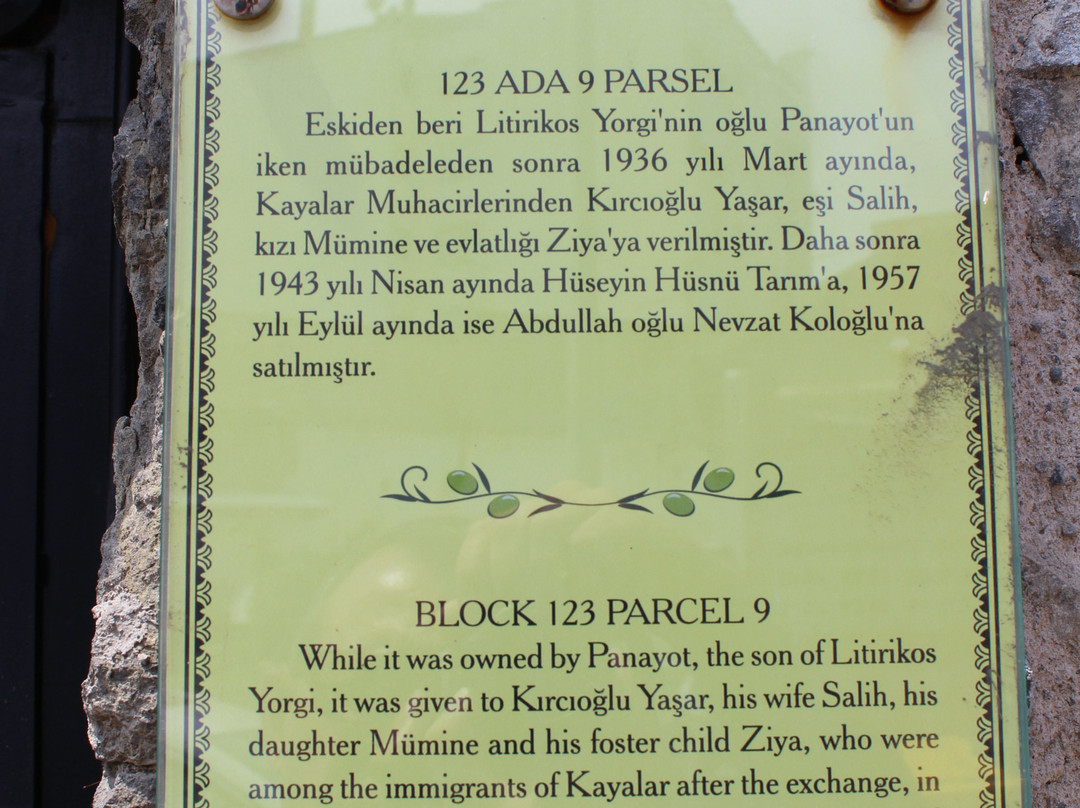 123 ADA 9 PARSEL
Eskiden beri Litirikos Yorgi'nin oğlu Panayot'un
iken mübadeleden sonra 1936 yılı Mart ayında,
Kayalar Muhacirlerinden Kırcıoğlu Yaşar, eşi Salih,
kızı Mümine ve evlatlığı Ziya'ya verilmiştir. Daha sonra
1943 yılı Nisan ayında Hüseyin Hüsnü Tarım'a, 1957
yılı Eylül ayında ise Abdullah oğlu Nevzat Koloğlu'na
satılmıştır.
BLOCK 123 PARCEL 9
While it was owned by Panayot, the son of Litirikos
Yorgi, it was given to Kırcıoğlu Yaşar, his wife Salih, his
daughter Mümine and his foster child Ziya, who were
among the immigrants of Kayalar after the exchange, in